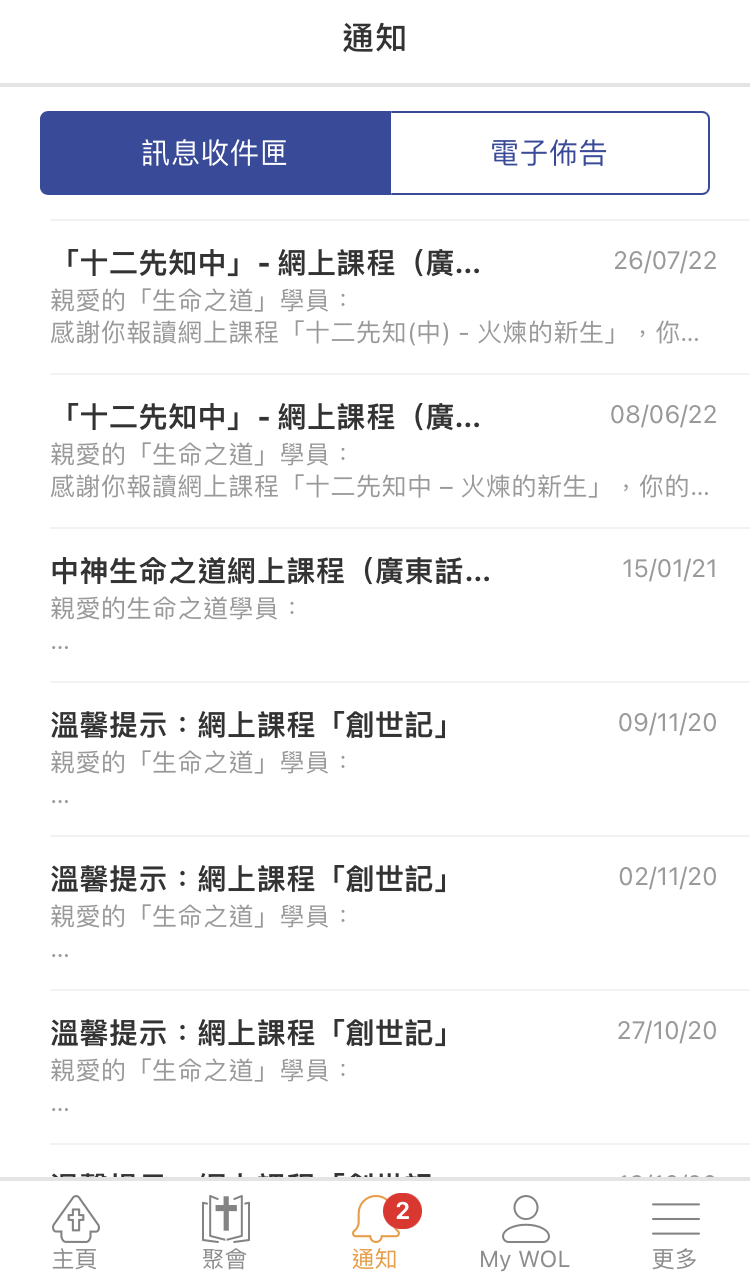 通知
訊息收件匣
電子佈告
「十二先知中」- 網上課程（廣...
26/07/22
親愛的「生命之道」學員：
感謝你報讀網上課程「十二先知(中) - 火煉的新生」，你...
「十二先知中」- 網上課程（廣...
08/06/22
親愛的「生命之道」學員：
感謝你報讀網上課程「十二先知中 – 火煉的新生」，你的...
中神生命之道網上課程（廣東話...
15/01/21
親愛的生命之道學員：
...
溫馨提示：網上課程「創世記」
09/11/20
親愛的「生命之道」學員：
...
溫馨提示：網上課程「創世記」
02/11/20
親愛的「生命之道」學員：
...
溫馨提示：網上課程「創世記」
27/10/20
親愛的「生命之道」學員：
...
2
主頁
聚會
通知
My WOL
更多